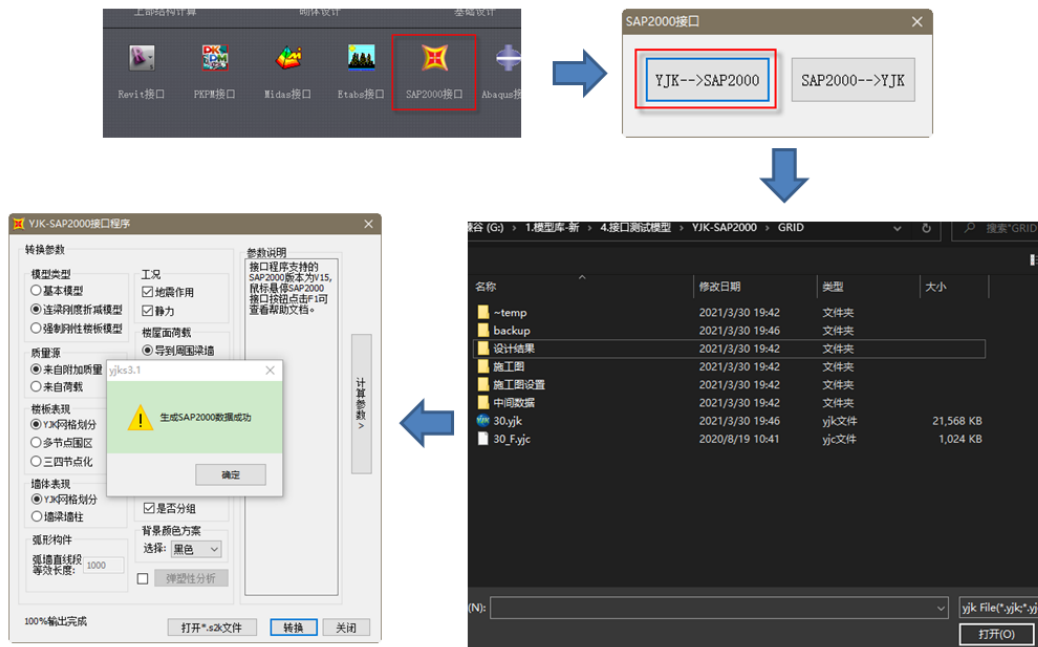 上部结构计算 砌体设计 基础设计
Revit接口 PKPM接口 Midas接口 Etabs接口 SAP2000接口 Abaqus接
SAP2000接口
YJK-->SAP2000 SAP2000-->YJK
(G:) › 1.模型库-新 › 4.接口测试模型 › YJK-SAP2000 › GRID 搜索"GRID
名称 修改日期 类型 大小
~temp 2021/3/30 19:42 文件夹
backup 2021/3/30 19:46 文件夹
设计结果 2021/3/30 19:42 文件夹
施工图 2021/3/30 19:42 文件夹
施工图设置 2021/3/30 19:42 文件夹
中间数据 2021/3/30 19:42 文件夹
30.yjk 2021/3/30 19:46 yjk文件 21,568 KB
30_F.yjc 2020/8/19 10:41 yjc文件 1,024 KB
(N): yjk File(*.yjk;*.yj
打开(O)
YJK-SAP2000接口程序
转换参数
模型类型
基本模型
连梁刚度折减模型
强制刚性楼板模型
质量源
来自附加质量
来自荷载
楼板表现
YJK网格划分
多节点围区
三四节点化
墙体表现
YJK网格划分
墙梁墙柱
弧形构件
弧墙直线段
等效长度: 1000
工况
地震作用
静力
楼屋面荷载
导到周围梁墙
yjks3.1
生成SAP2000数据成功
确定
是否分组
背景颜色方案
选择: 黑色
弹塑性分析
参数说明
接口程序支持的
SAP2000版本为V15,
鼠标悬停SAP2000
接口按钮点击F1可
查看帮助文档。
计算参数 >
100%输出完成
打开*.s2k文件 转换 关闭